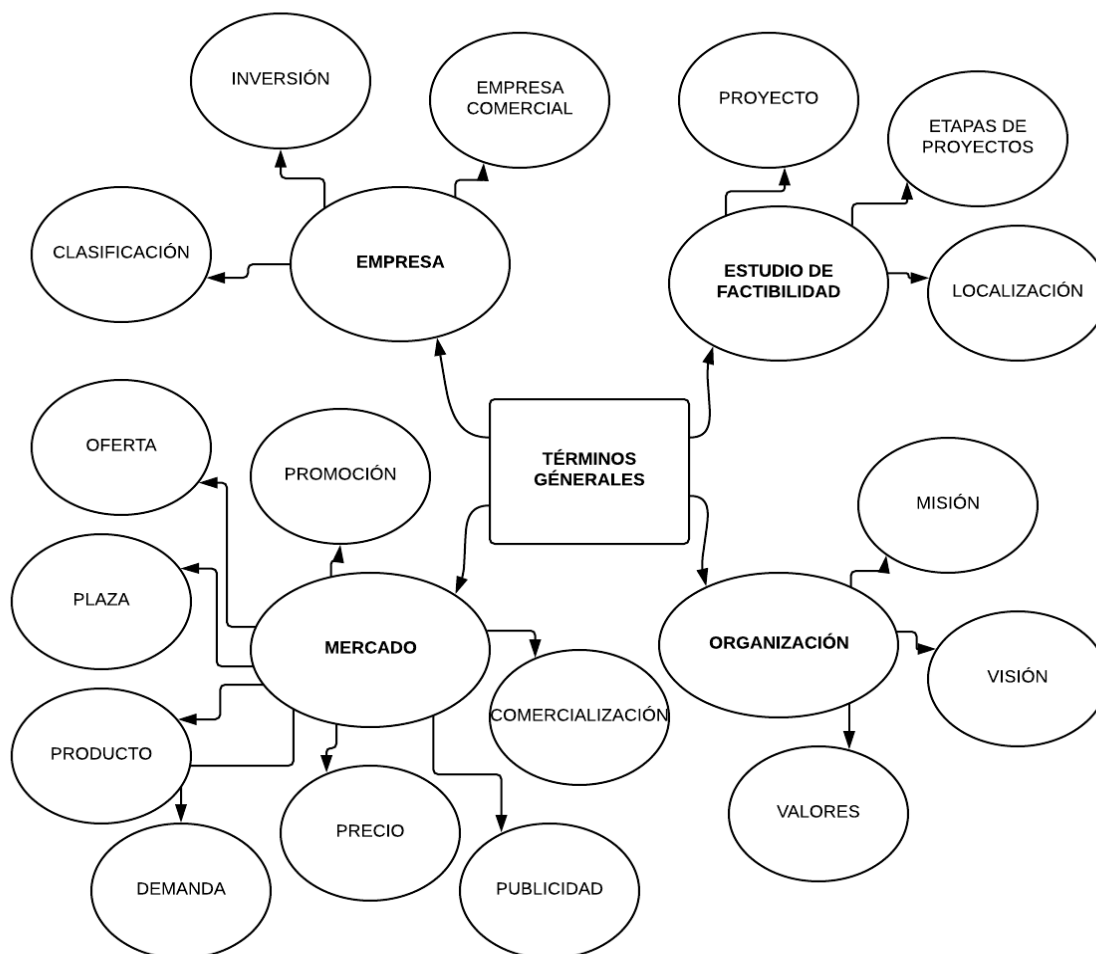 INVERSIÓN
EMPRESA
COMERCIAL
PROYECTO
ETAPAS DE
PROYECTOS
CLASIFICACIÓN
EMPRESA
ESTUDIO DE
FACTIBILIDAD
LOCALIZACIÓN
OFERTA
PROMOCIÓN
TÉRMINOS
GÉNERALES
MISIÓN
PLAZA
MERCADO
ORGANIZACIÓN
VISIÓN
COMERCIALIZACIÓN
PRODUCTO
PRECIO
VALORES
DEMANDA
PUBLICIDAD